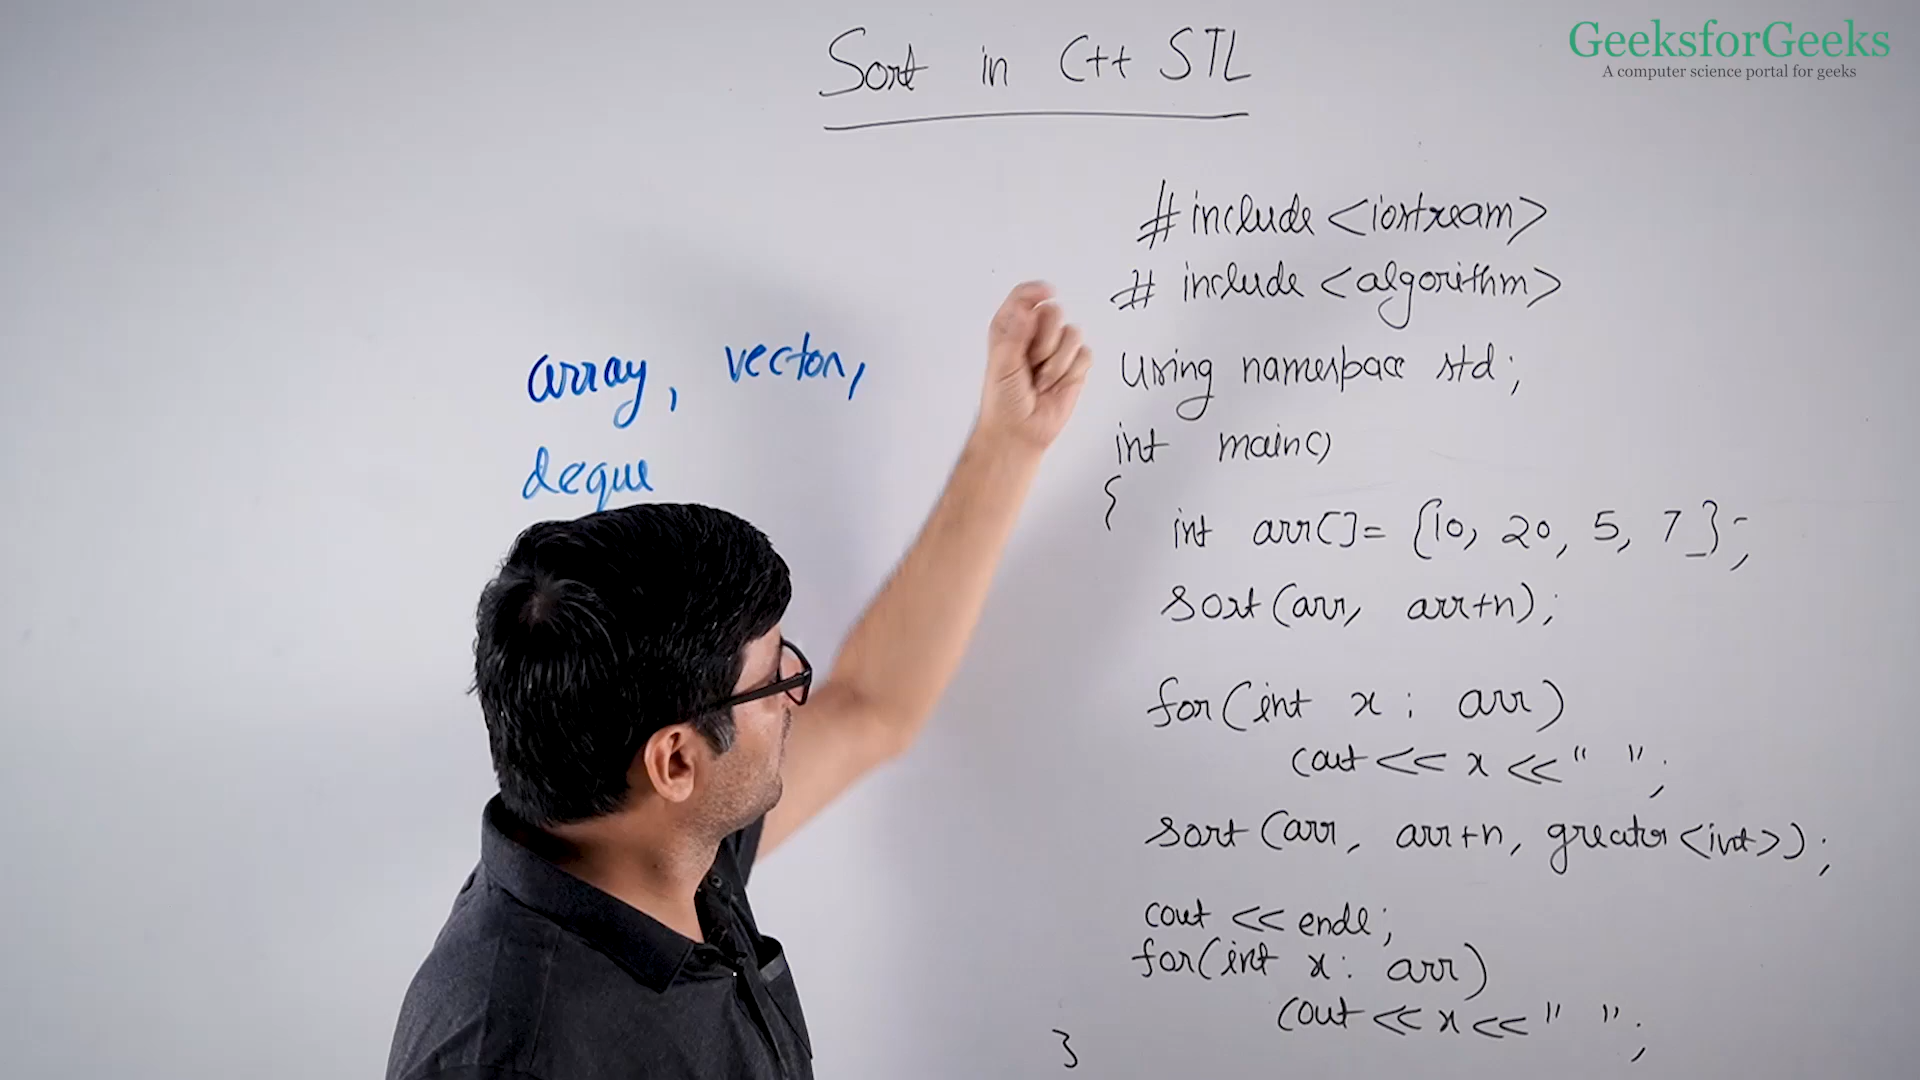 GeeksforGeeks
A computer science portal for geeks
Sort in C++ STL
array, vector,
deque
#include <iostream>
# include <algorithm>
using namespace std;
int main()
{
int arr[]= {10, 20, 5, 7};
sort(arr, arr+n);
for(int x : arr)
cout << x << " ";
sort (arr, arr+n, greater<int>);
cout << endl;
for(int x: arr)
cout << x << " ";
}